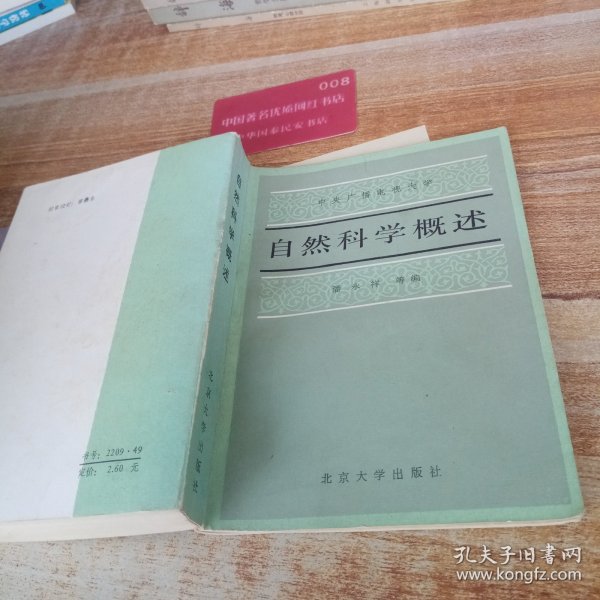 008
中国著名优质网红书店
中华国泰民安书店
中央广播电视大学
自然科学概述
潘永祥 等编
北京大学出版社
自然科学概述
北京大学出版社
书号：2209·49
定价：2.60 元
孔夫子旧书网
www.kongfz.com